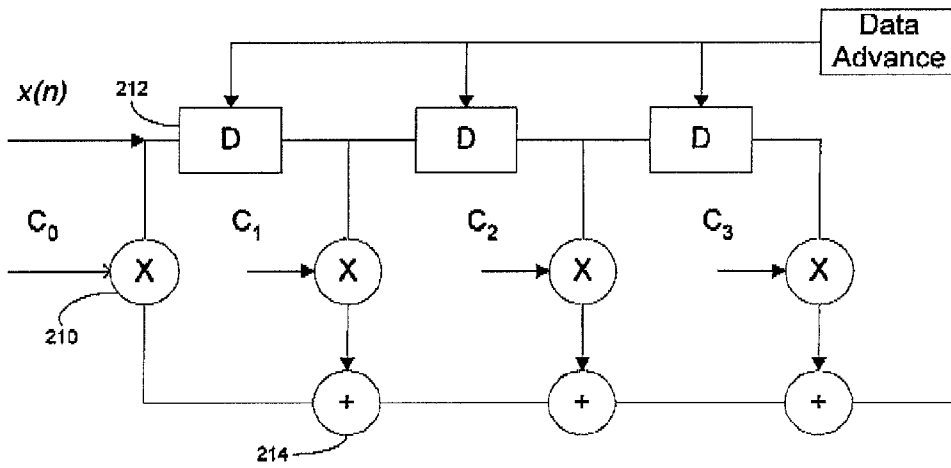 Data
Advance
x(n)
212
D
D
D
C₀
C₁
C₂
C₃
X
X
X
X
210
+
+
+
214